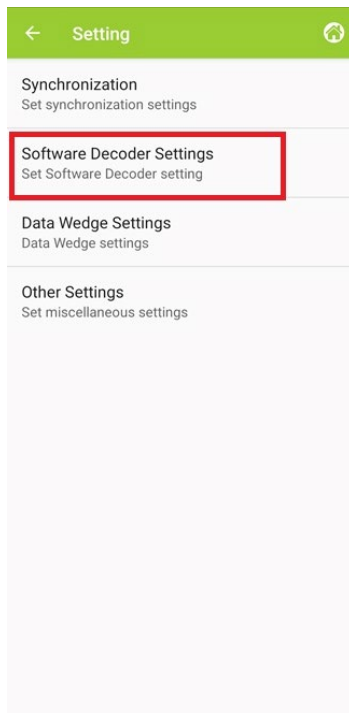 Setting
Synchronization
Set synchronization settings
Software Decoder Settings
Set Software Decoder setting
Data Wedge Settings
Data Wedge settings
Other Settings
Set miscellaneous settings